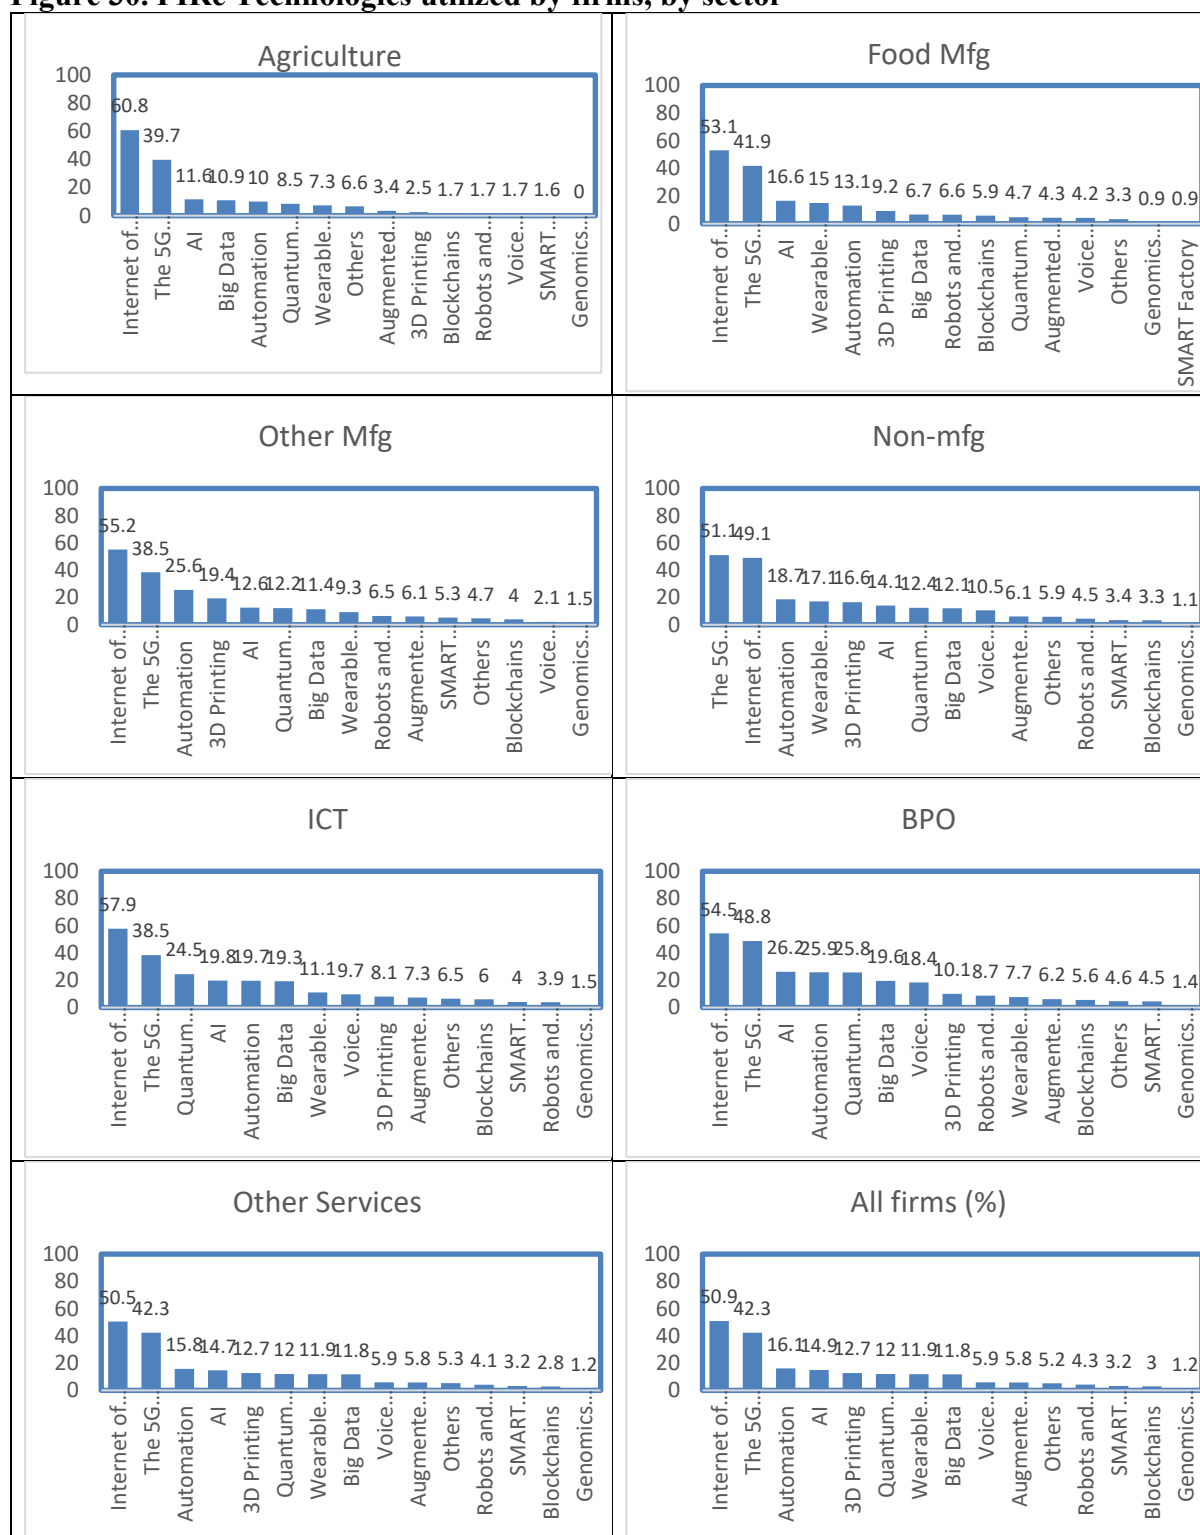 Figure 30. FIRe Technologies utilized by firms, by sector
Agriculture
100
80
60
40
20
0
60.8
39.7
11.6
10.9
10
8.5
7.3
6.6
3.4
2.5
1.7
1.7
1.7
1.6
0
Internet of…
The 5G…
AI
Big Data
Automation
Quantum…
Wearable…
Others
Augmented…
3D Printing
Blockchains
Robots and…
Voice…
SMART…
Genomics…
Food Mfg
100
80
60
40
20
0
53.1
41.9
16.6
15
13.1
9.2
6.7
6.6
5.9
4.7
4.3
4.2
3.3
0.9
0.9
Internet of…
The 5G…
AI
Wearable…
Automation
3D Printing
Big Data
Robots and…
Blockchains
Quantum…
Augmented…
Voice…
Others
Genomics…
SMART Factory
Other Mfg
100
80
60
40
20
0
55.2
38.5
25.6
19.4
12.6
12.2
11.4
9.3
6.5
6.1
5.3
4.7
4
2.1
1.5
Internet of…
The 5G…
Automation
3D Printing
AI
Quantum…
Big Data
Wearable…
Robots and…
Augmente…
SMART…
Others
Blockchains
Voice…
Genomics…
Non-mfg
100
80
60
40
20
0
51.1
49.1
18.7
17.1
16.6
14.1
12.4
12.1
10.5
6.1
5.9
4.5
3.4
3.3
1.1
The 5G…
Internet of…
Automation
Wearable…
3D Printing
AI
Quantum…
Big Data
Voice…
Augmente…
Others
Robots and…
SMART…
Blockchains
Genomics…
ICT
100
80
60
40
20
0
57.9
38.5
24.5
19.8
19.7
19.3
11.1
9.7
8.1
7.3
6.5
6
4
3.9
1.5
Internet of…
The 5G…
Quantum…
AI
Automation
Big Data
Wearable…
Voice…
3D Printing
Augmente…
Others
Blockchains
SMART…
Robots and…
Genomics…
BPO
100
80
60
40
20
0
54.5
48.8
26.2
25.9
25.8
19.6
18.4
10.1
8.7
7.7
6.2
5.6
4.6
4.5
1.4
Internet of…
The 5G…
AI
Automation
Quantum…
Big Data
Voice…
3D Printing
Robots and…
Wearable…
Augmente…
Blockchains
Others
SMART…
Genomics…
Other Services
100
80
60
40
20
0
50.5
42.3
15.8
14.7
12.7
12
11.9
11.8
5.9
5.8
5.3
4.1
3.2
2.8
1.2
Internet of…
The 5G…
Automation
AI
3D Printing
Quantum…
Wearable…
Big Data
Voice…
Augmente…
Others
Robots and…
SMART…
Blockchains
Genomics…
All firms (%)
100
80
60
40
20
0
50.9
42.3
16.1
14.9
12.7
12
11.9
11.8
5.9
5.8
5.2
4.3
3.2
3
1.2
Internet of…
The 5G…
Automation
AI
3D Printing
Quantum…
Wearable…
Big Data
Voice…
Augmente…
Others
Robots and…
SMART…
Blockchains
Genomics…